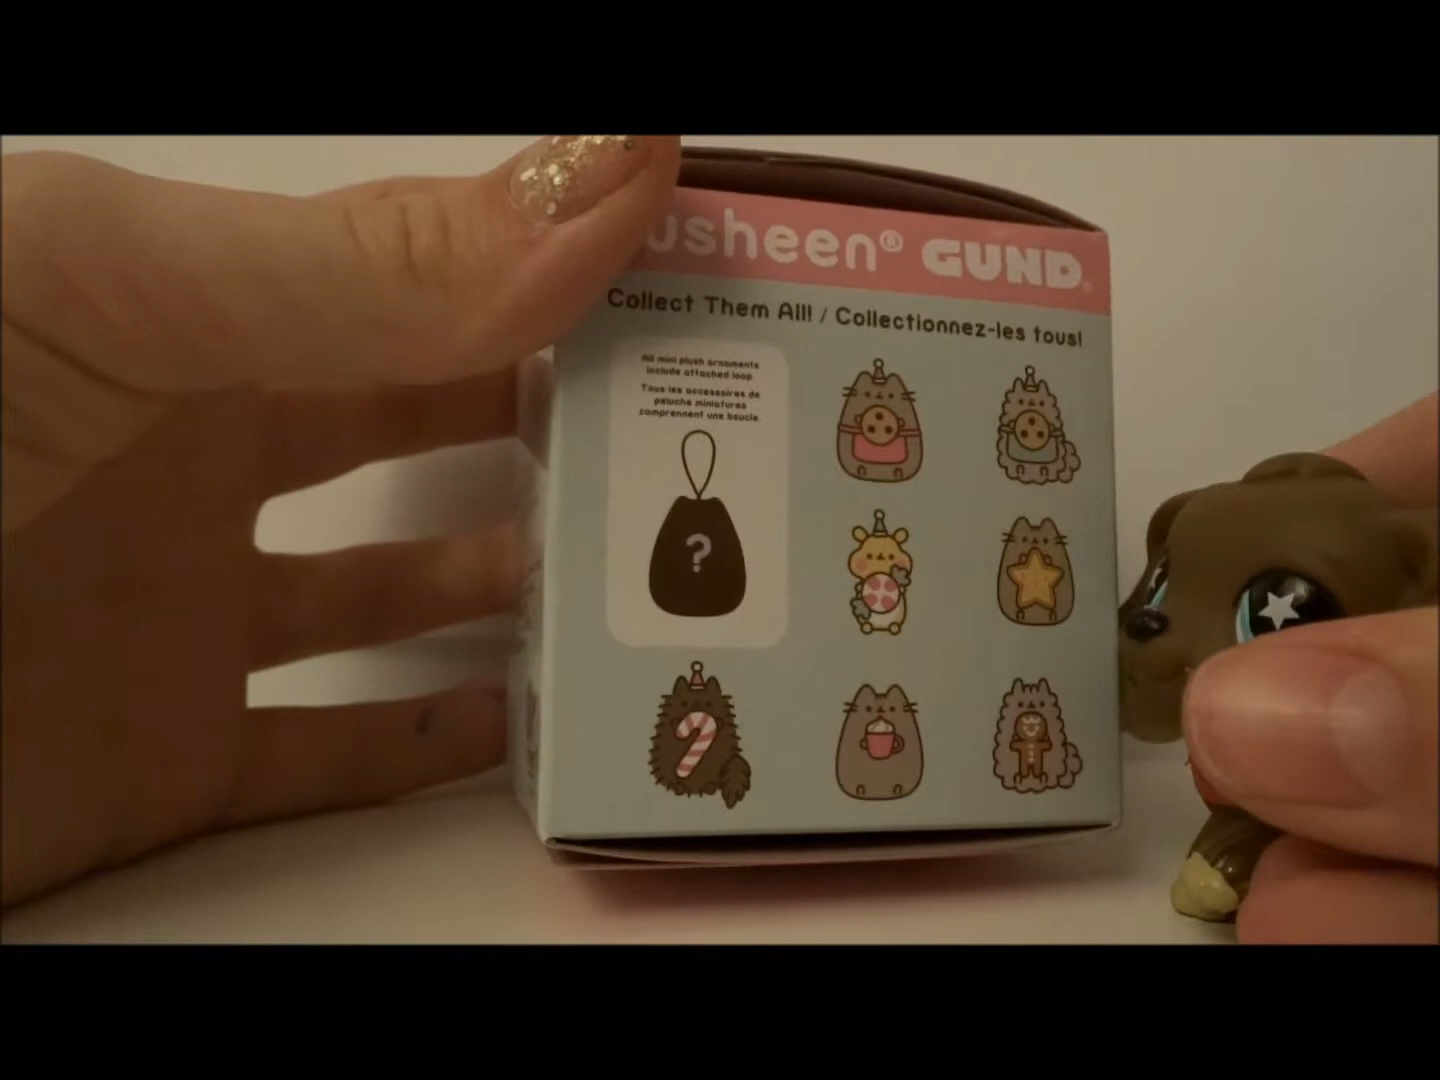 usheen® GUND®
Collect Them All! / Collectionnez-les tous!
All mini plush ornaments
include attached loop.
Tous les accessoires de
peluche miniatures
comprennent une boucle.
?